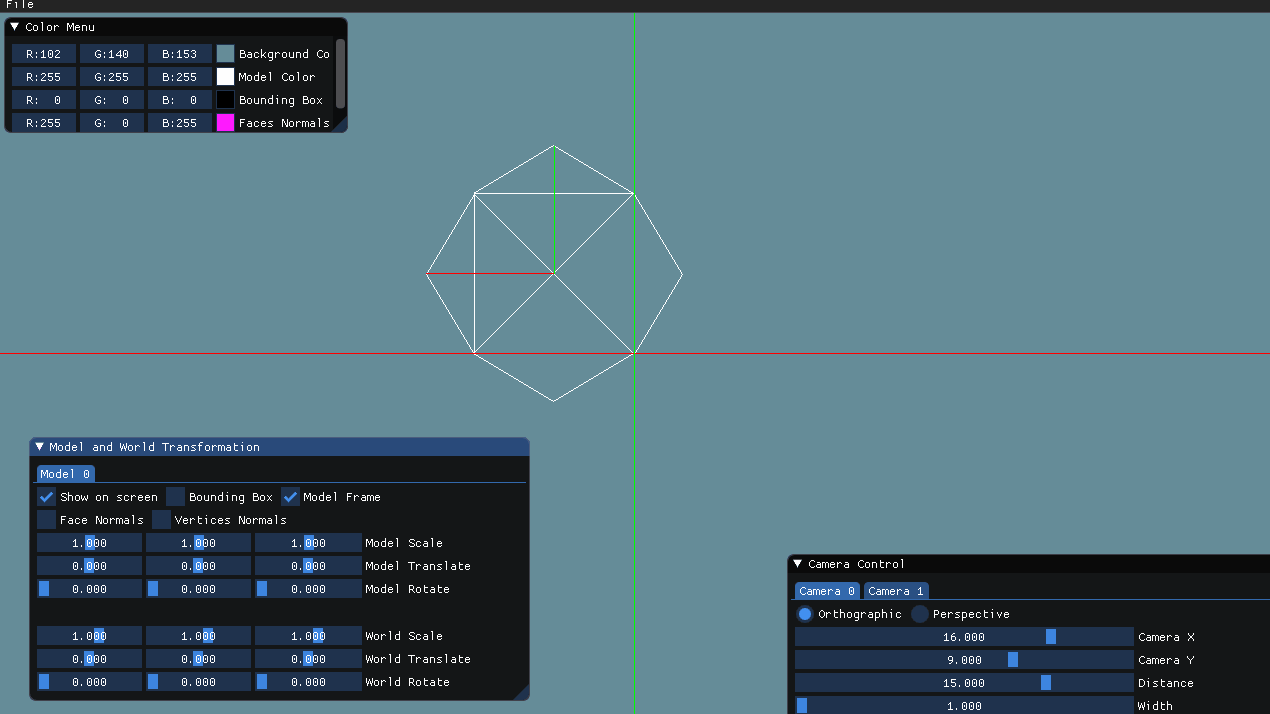 File
Color Menu
R:102 G:140 B:153 Background Co
R:255 G:255 B:255 Model Color
R: 0 G: 0 B: 0 Bounding Box
R:255 G: 0 B:255 Faces Normals
Model and World Transformation
Model 0
Show on screen Bounding Box Model Frame
Face Normals Vertices Normals
1.000 1.000 1.000 Model Scale
0.000 0.000 0.000 Model Translate
0.000 0.000 0.000 Model Rotate
1.000 1.000 1.000 World Scale
0.000 0.000 0.000 World Translate
0.000 0.000 0.000 World Rotate
Camera Control
Camera 0 Camera 1
Orthographic Perspective
16.000 Camera X
9.000 Camera Y
15.000 Distance
1.000 Width